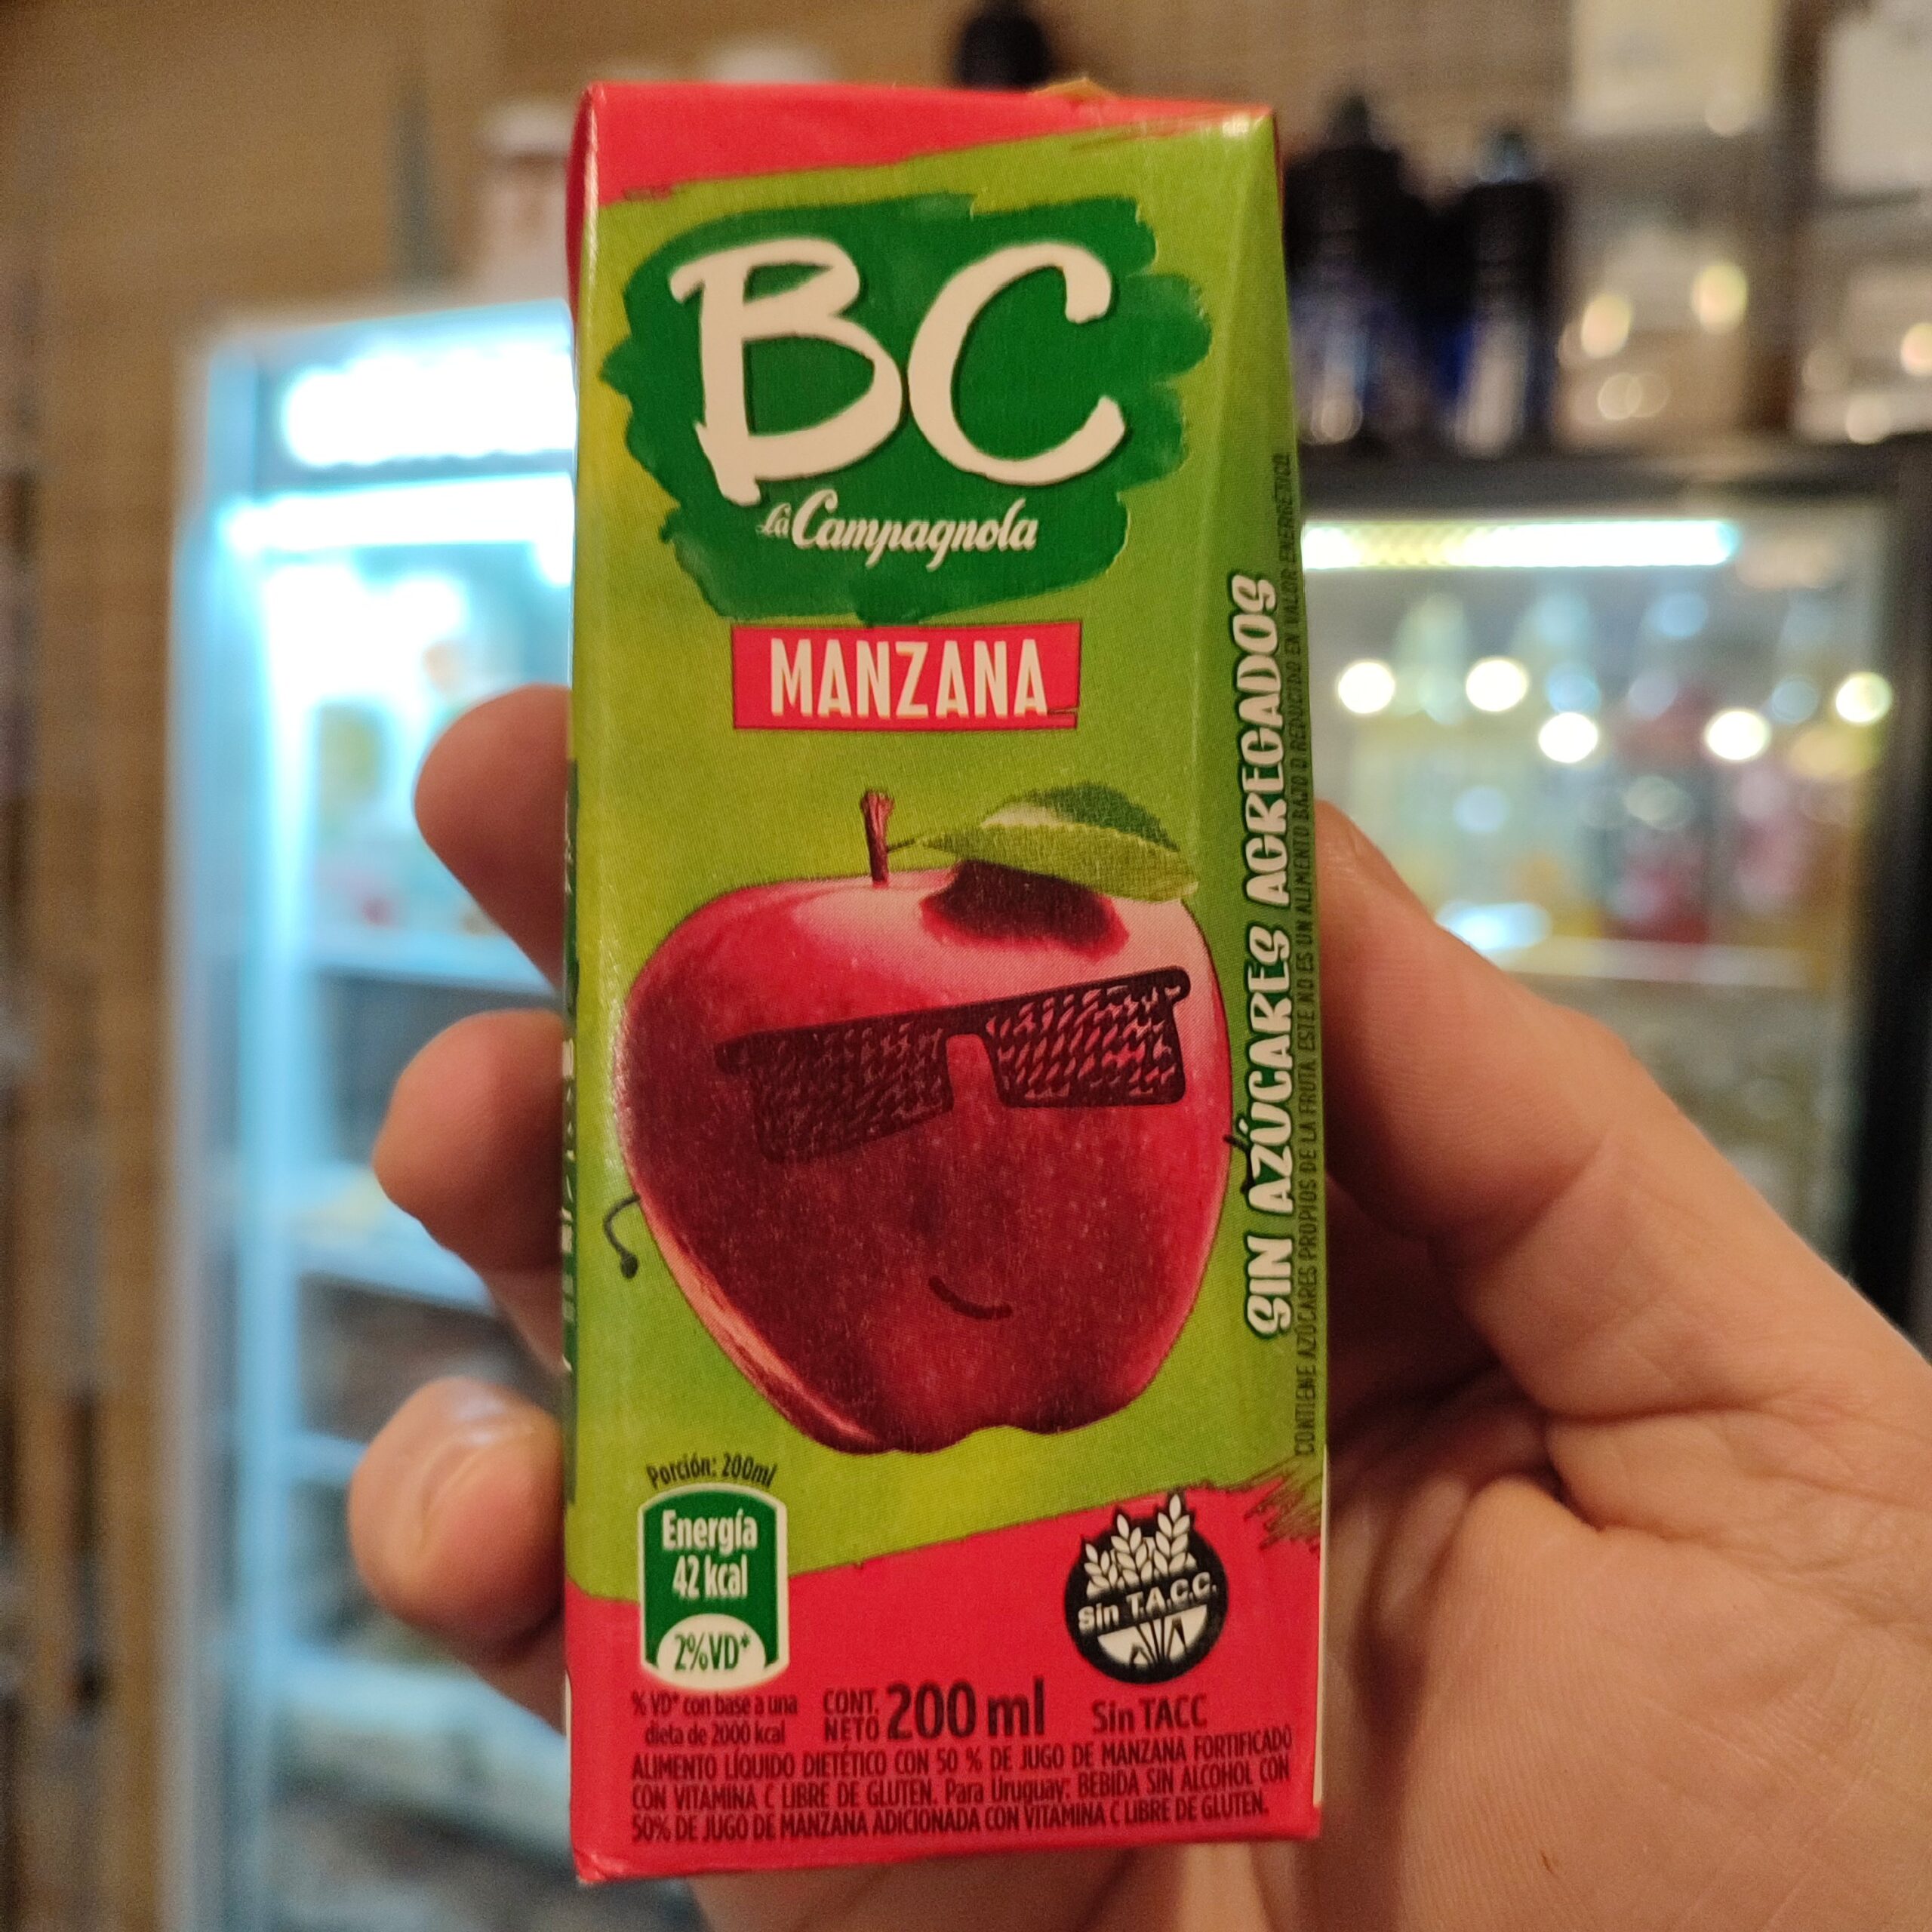 BC
La Campagnola
MANZANA
SIN AZÚCARES AGREGADOS
CONTIENE AZÚCARES PROPIOS DE LA FRUTA. ESTE NO ES UN ALIMENTO BAJO O REDUCIDO EN VALOR ENERGÉTICO.
Porción: 200ml
Energía
42 kcal
2%VD*
Sin T.A.C.C.
% VD* con base a una
dieta de 2000 kcal
CONT.
NETO 200 ml
Sin TACC
ALIMENTO LÍQUIDO DIETÉTICO CON 50 % DE JUGO DE MANZANA FORTIFICADO
CON VITAMINA C LIBRE DE GLUTEN. Para Uruguay: BEBIDA SIN ALCOHOL CON
50% DE JUGO DE MANZANA ADICIONADA CON VITAMINA C LIBRE DE GLUTEN.